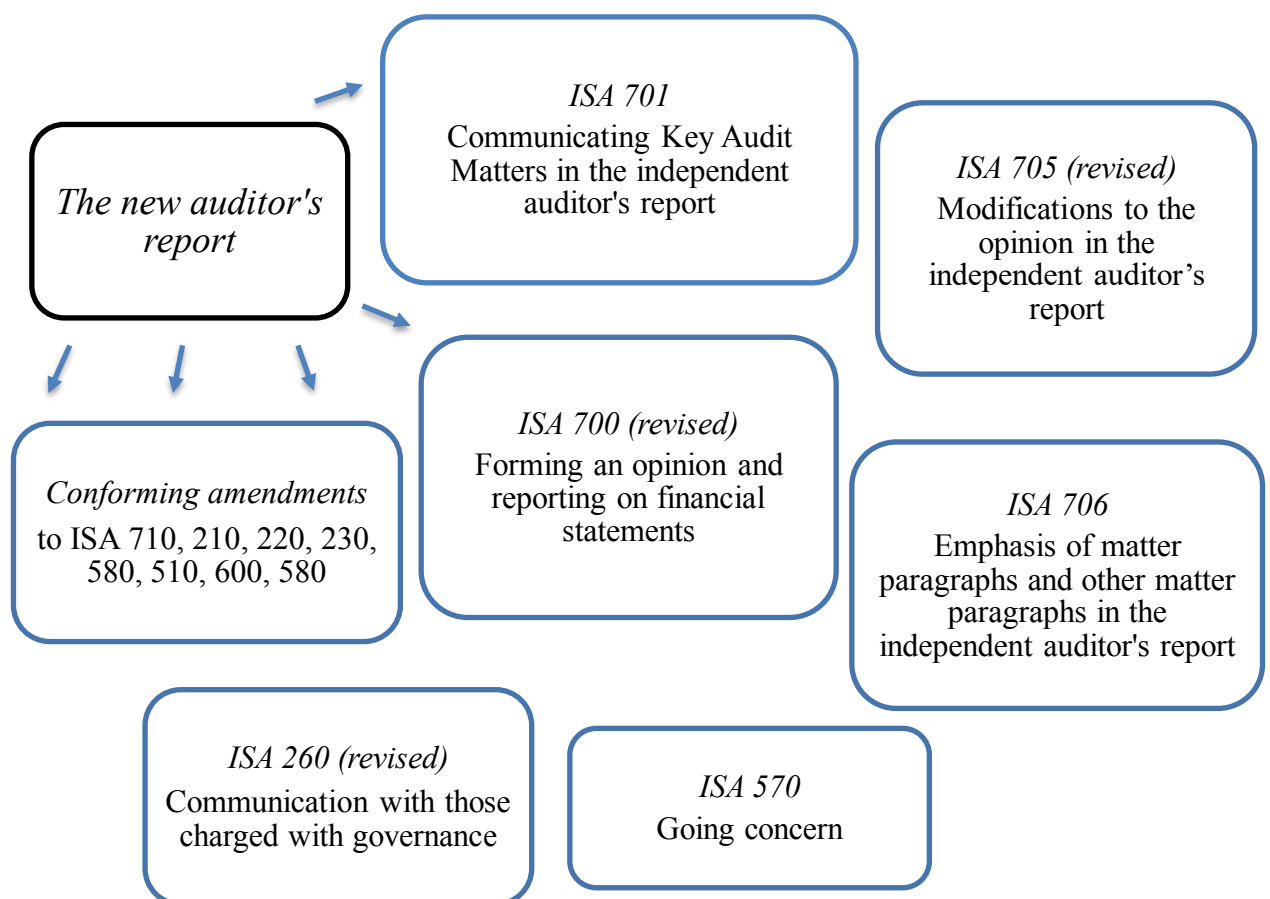 The new auditor's
report
ISA 701
Communicating Key Audit
Matters in the independent
auditor's report
ISA 705 (revised)
Modifications to the
opinion in the
independent auditor’s
report
Conforming amendments
to ISA 710, 210, 220, 230,
580, 510, 600, 580
ISA 700 (revised)
Forming an opinion and
reporting on financial
statements
ISA 706
Emphasis of matter
paragraphs and other matter
paragraphs in the
independent auditor's report
ISA 260 (revised)
Communication with those
charged with governance
ISA 570
Going concern